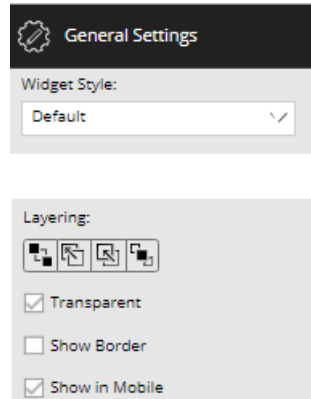 General Settings
Widget Style:
Default
Layering:
Transparent
Show Border
Show in Mobile